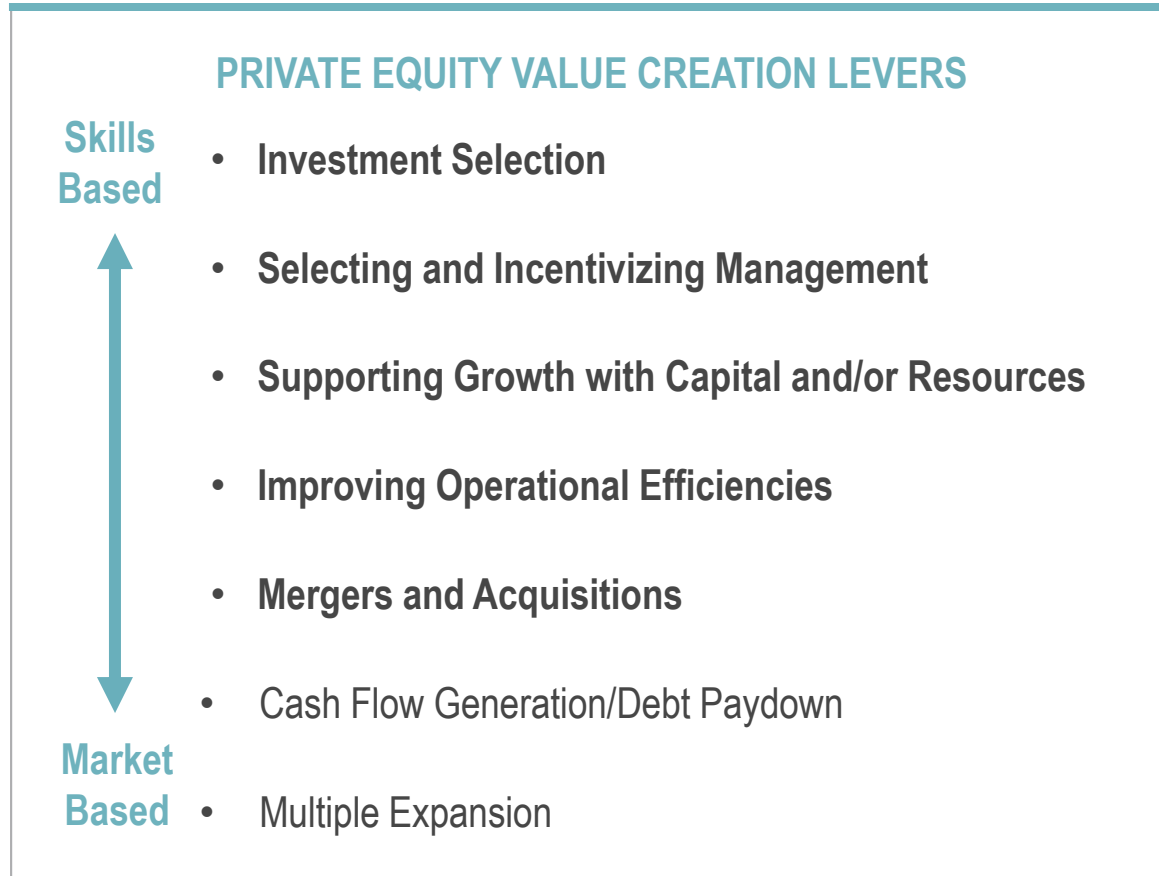 PRIVATE EQUITY VALUE CREATION LEVERS
Skills
Based
• Investment Selection
• Selecting and Incentivizing Management
• Supporting Growth with Capital and/or Resources
• Improving Operational Efficiencies
• Mergers and Acquisitions
• Cash Flow Generation/Debt Paydown
Market
Based
• Multiple Expansion